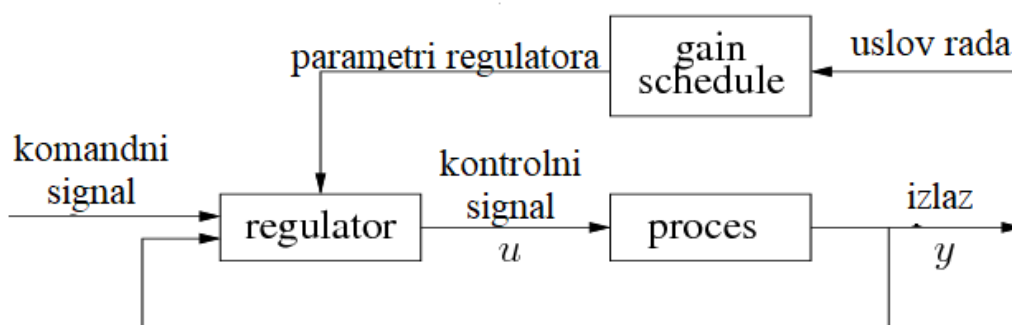 gain
schedule
uslov rada
parametri regulatora
komandni
signal
kontrolni
signal
izlaz
regulator
u
proces
y